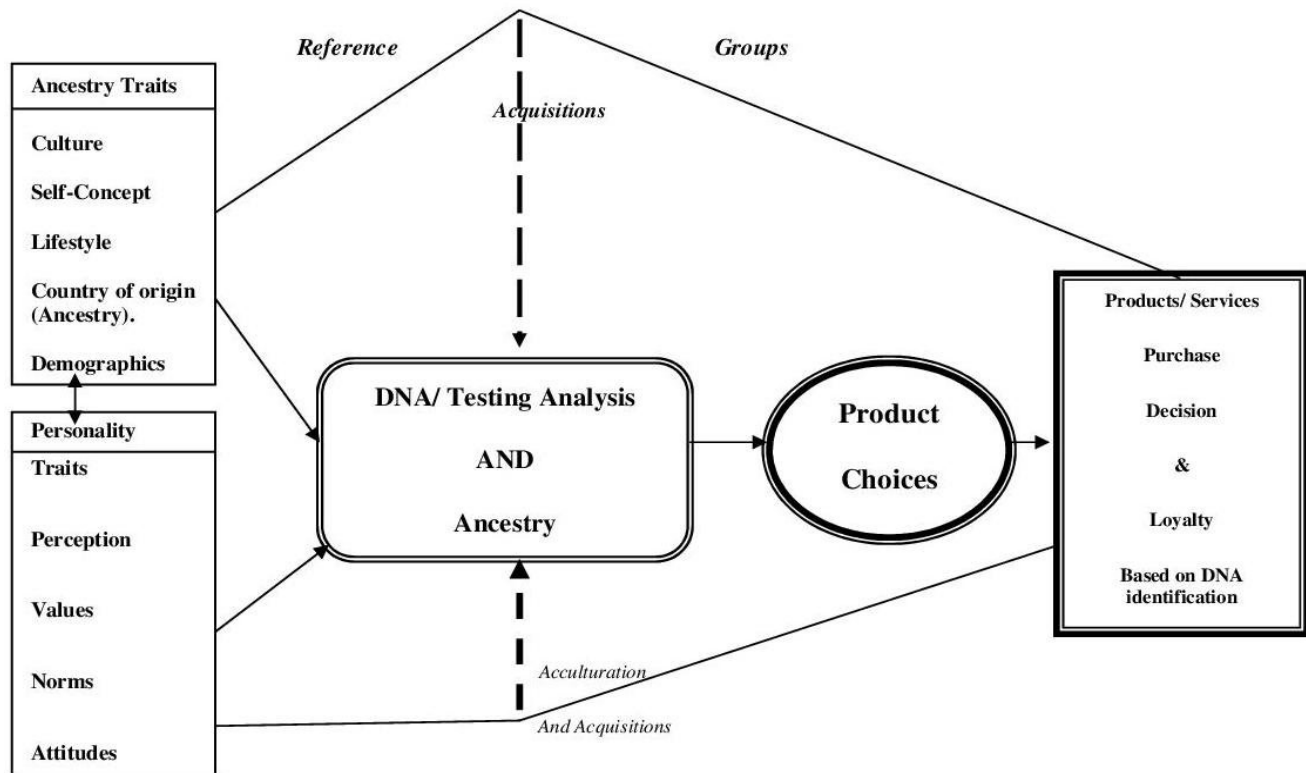 Reference
Groups
Acquisitions
Ancestry Traits
Culture
Self-Concept
Lifestyle
Country of origin
(Ancestry).
Demographics
Personality
Traits
Perception
Values
Norms
Attitudes
DNA/ Testing Analysis
AND
Ancestry
Acculturation
And Acquisitions
Product
Choices
Products/ Services
Purchase
Decision
&
Loyalty
Based on DNA
identification